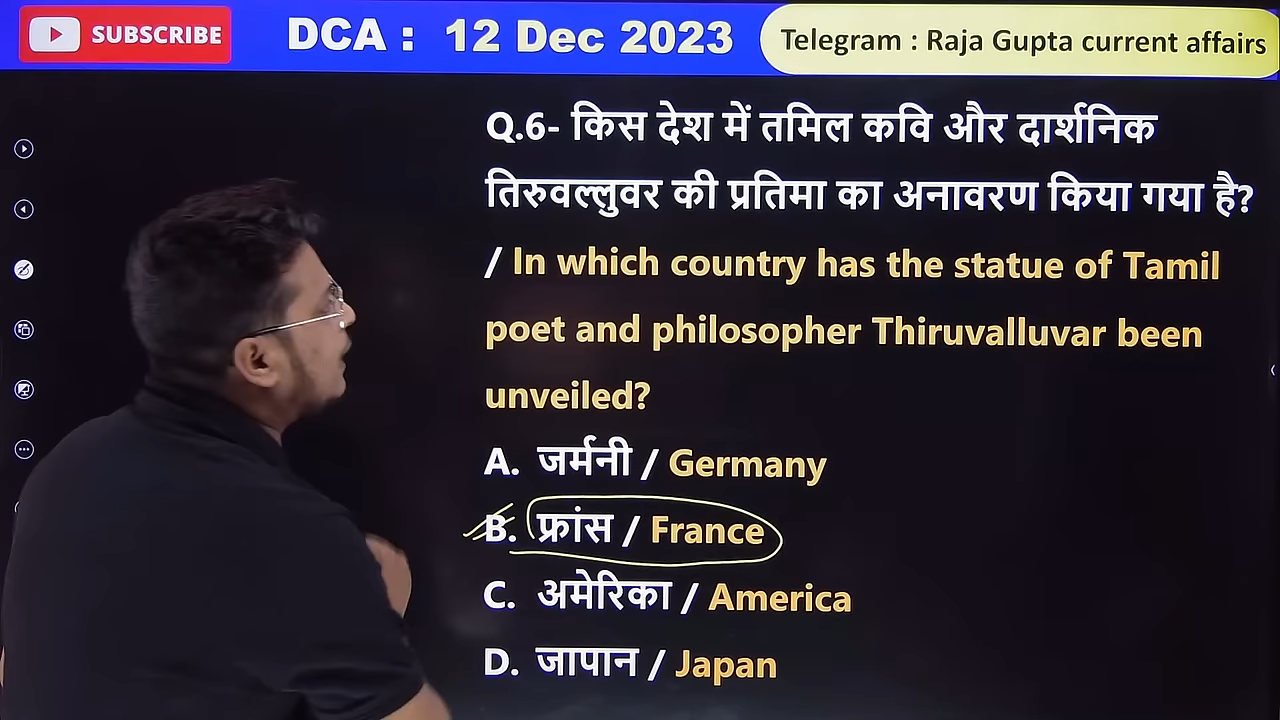 SUBSCRIBE
DCA : 12 Dec 2023
Telegram : Raja Gupta current affairs
Q.6- किस देश में तमिल कवि और दार्शनिक
तिरुवल्लुवर की प्रतिमा का अनावरण किया गया है?
/ In which country has the statue of Tamil
poet and philosopher Thiruvalluvar been
unveiled?
A. जर्मनी / Germany
B. फ्रांस / France
C. अमेरिका / America
D. जापान / Japan